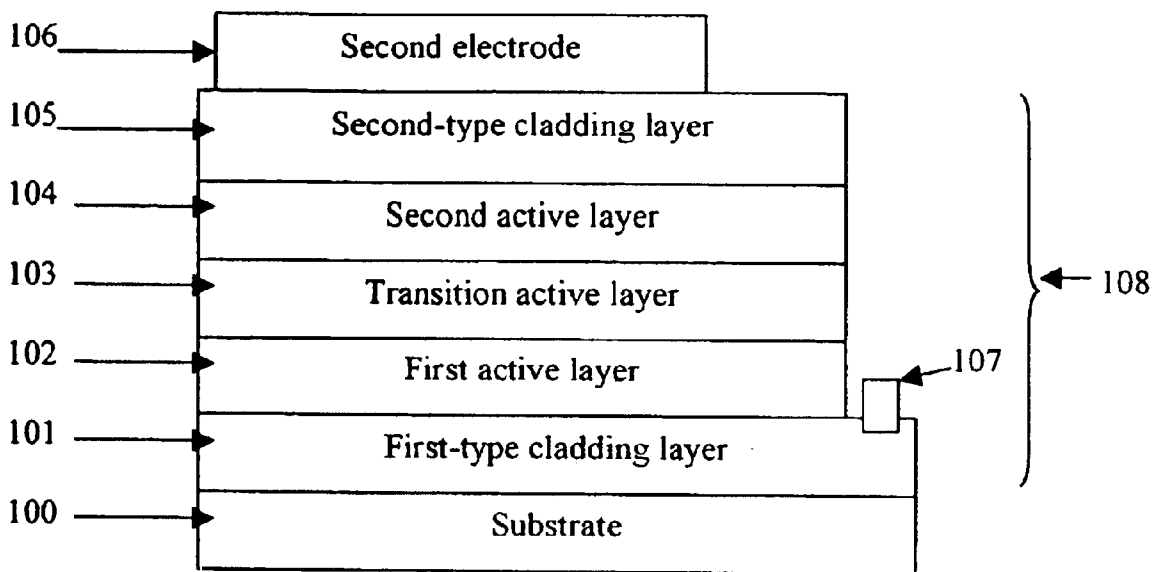 106
Second electrode
105
Second-type cladding layer
104
Second active layer
103
Transition active layer
108
102
First active layer
107
101
First-type cladding layer
100
Substrate